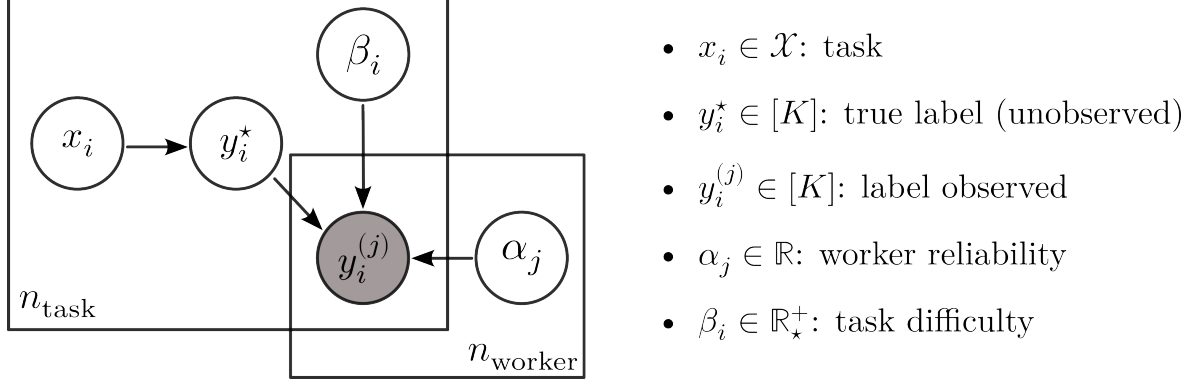 β_i
x_i
y_i^⋆
y_i^{(j)}
α_j
n_task
n_worker
• x_i ∈ 𝒳: task
• y_i^⋆ ∈ [K]: true label (unobserved)
• y_i^{(j)} ∈ [K]: label observed
• α_j ∈ ℝ: worker reliability
• β_i ∈ ℝ_⋆^+: task difficulty